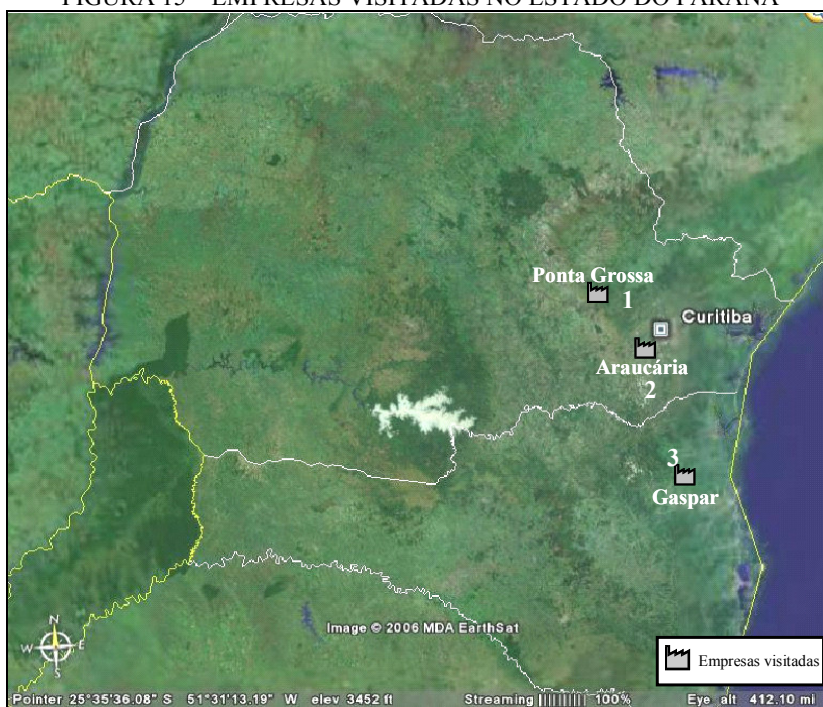 FIGURA 15 – EMPRESAS VISITADAS NO ESTADO DO PARANÁ
Ponta Grossa
1
Curitiba
Araucária
2
3
Gaspar
N
W E
S
Image © 2006 MDA EarthSat
Empresas visitadas
Pointer 25°35'36.08" S 51°31'13.19" W elev 3452 ft Streaming |||||||||| 100% Eye alt 412.10 mi